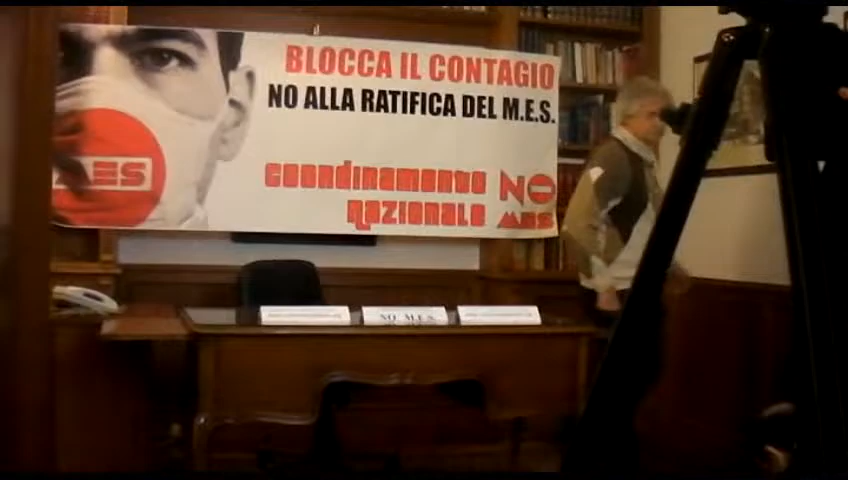 BLOCCA IL CONTAGIO
NO ALLA RATIFICA DEL M.E.S.
MES
COORDINAMENTO
NAZIONALE
NO
MES
NO M.E.S.